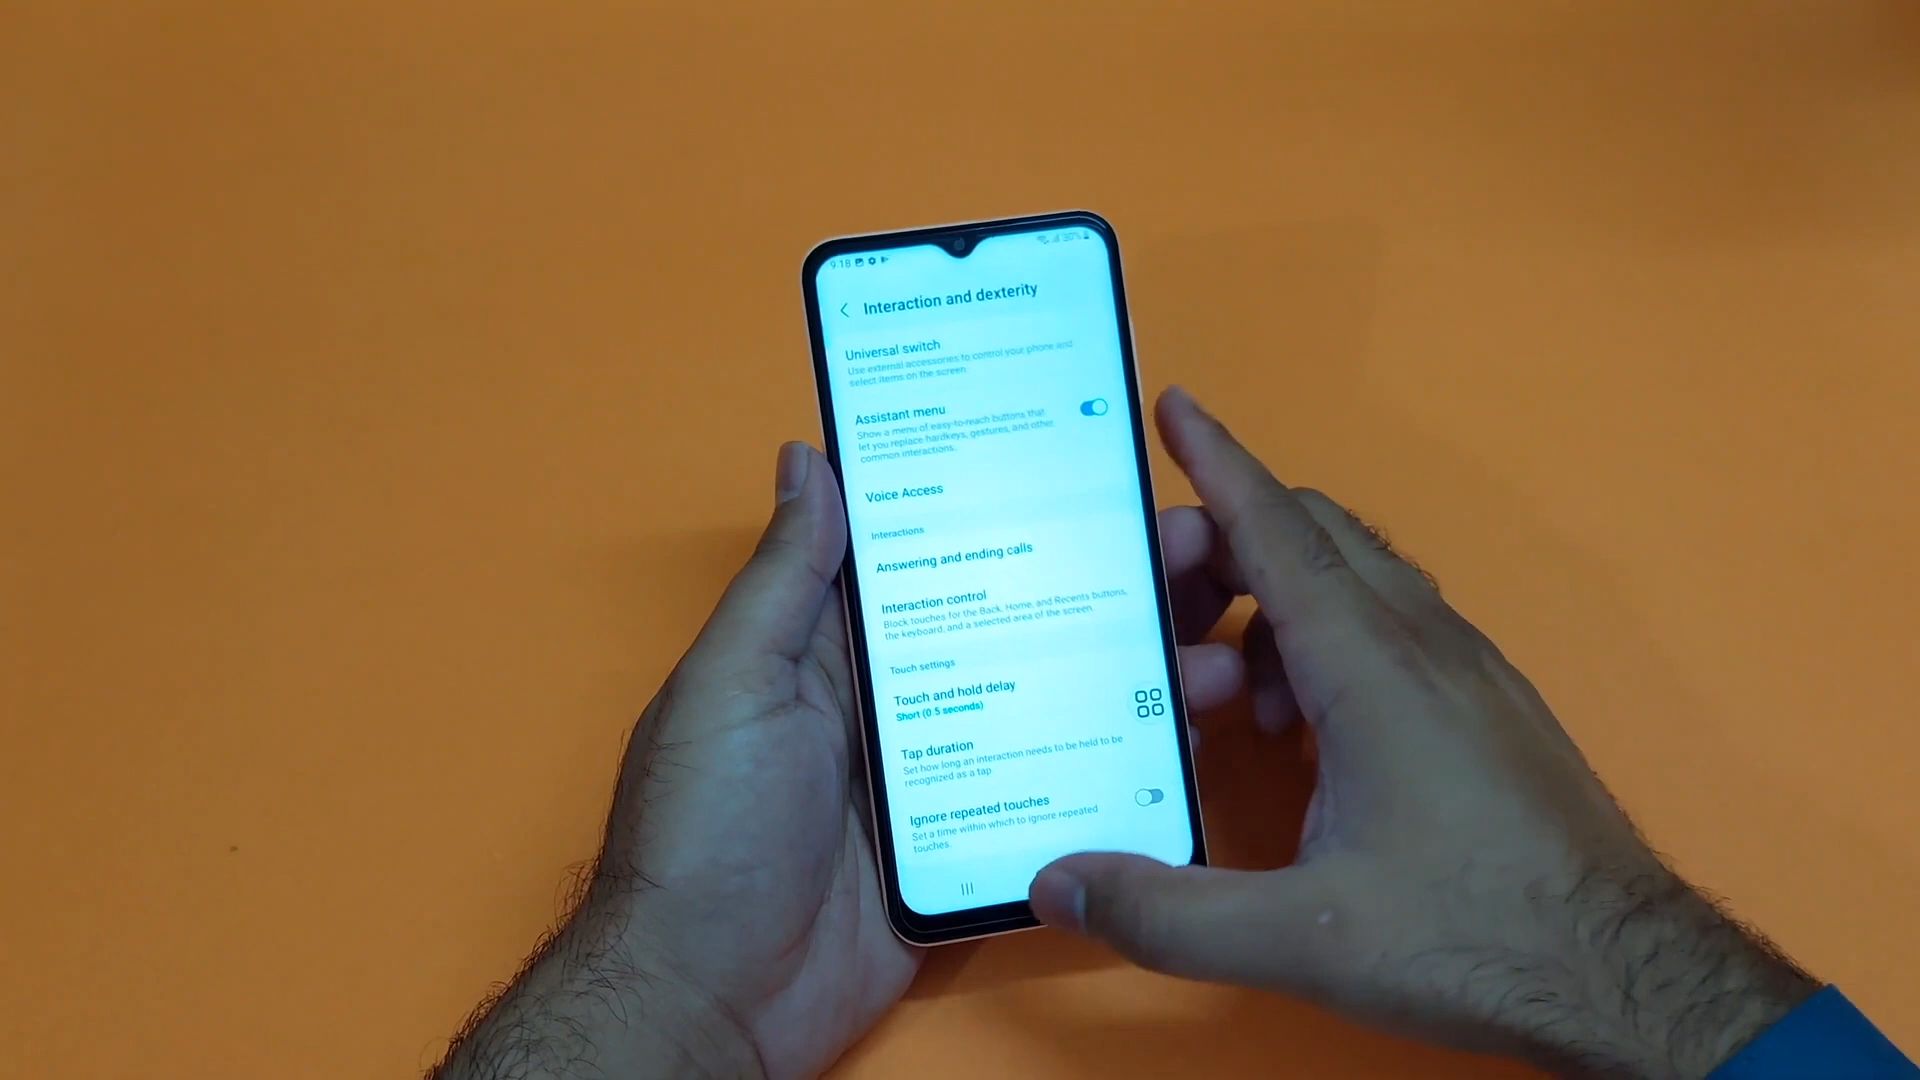 9.18
30%
Interaction and dexterity
Universal switch
Use external accessories to control your phone and
select items on the screen.
Assistant menu
Show a menu of easy-to-reach buttons that
let you replace hardkeys, gestures, and other
common interactions.
Voice Access
Interactions
Answering and ending calls
Interaction control
Block touches for the Back, Home, and Recents buttons,
the keyboard, and a selected area of the screen.
Touch settings
Touch and hold delay
Short (0.5 seconds)
Tap duration
Set how long an interaction needs to be held to be
recognized as a tap
Ignore repeated touches
Set a time within which to ignore repeated
touches.